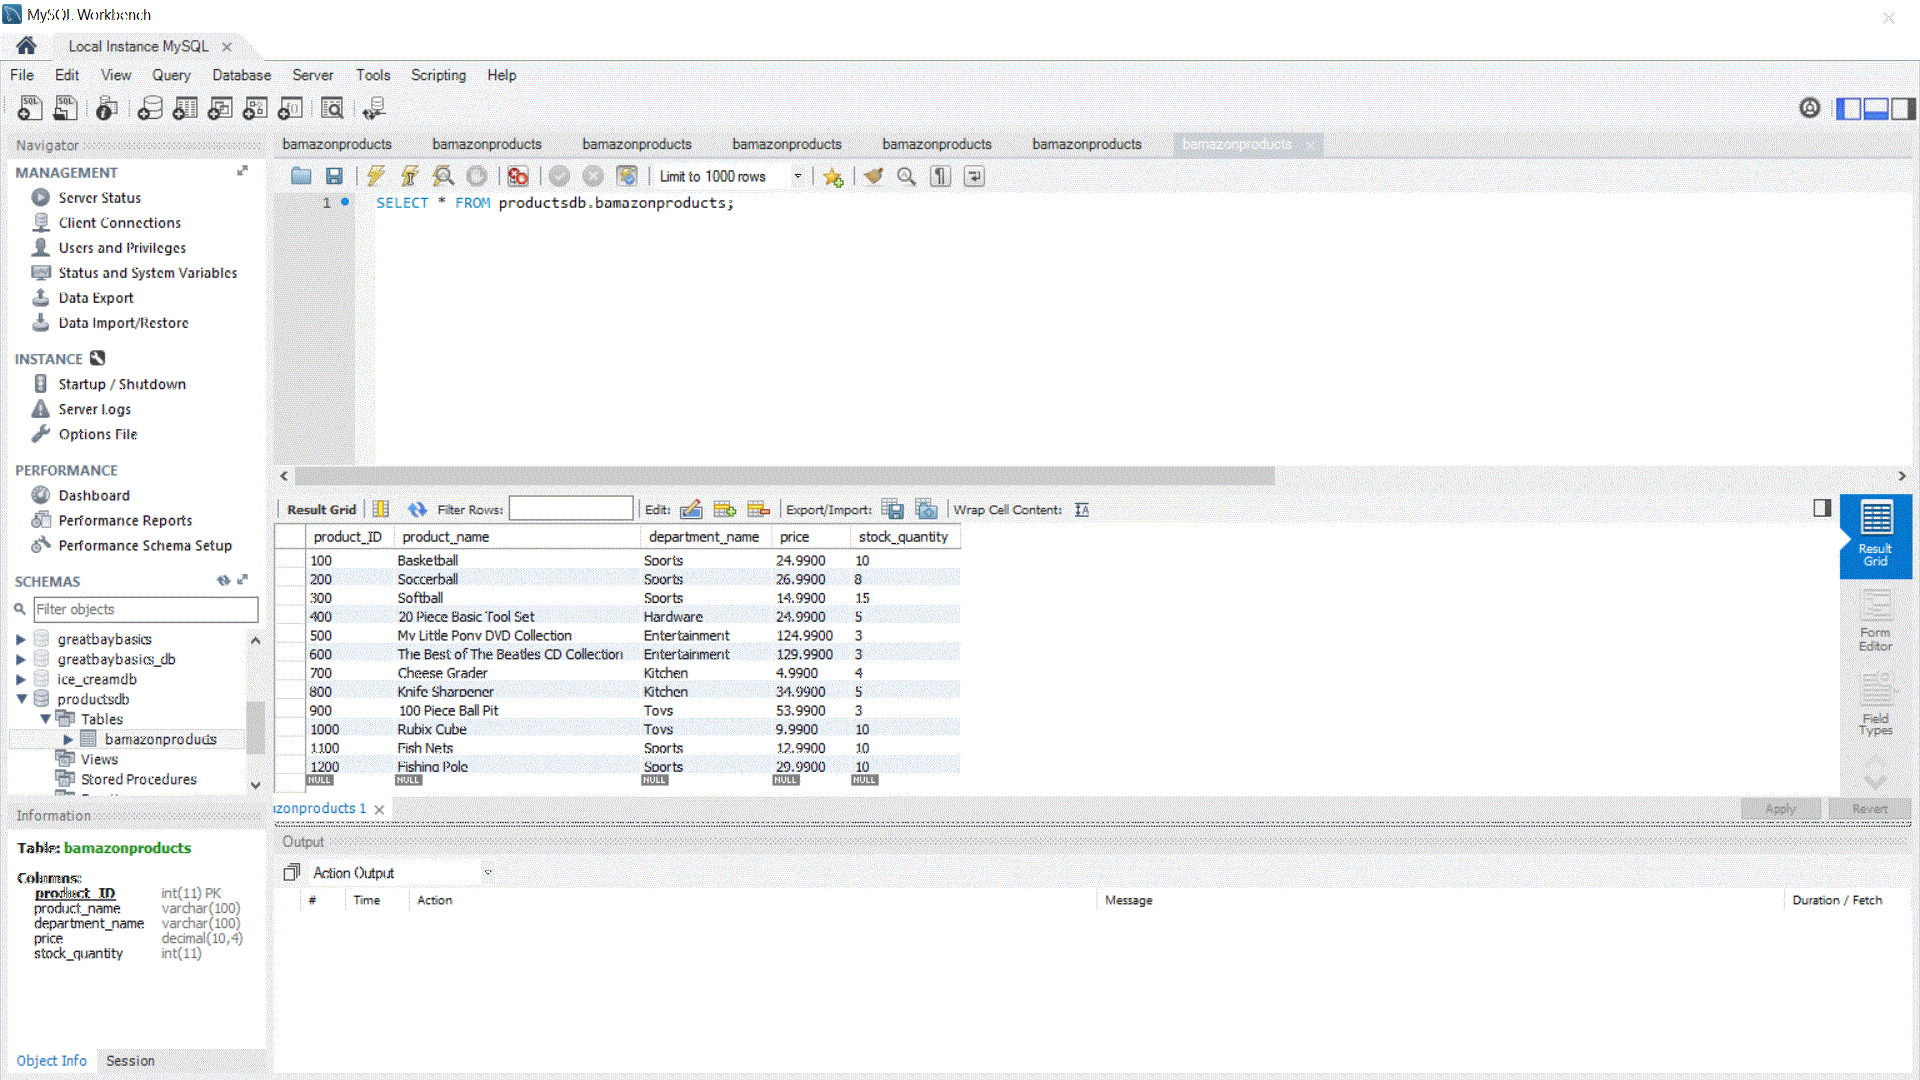 MySQL Workbench
Local Instance MySQL
File Edit View Query Database Server Tools Scripting Help
Navigator
MANAGEMENT
Server Status
Client Connections
Users and Privileges
Status and System Variables
Data Export
Data Import/Restore
INSTANCE
Startup / Shutdown
Server Logs
Options File
PERFORMANCE
Dashboard
Performance Reports
Performance Schema Setup
SCHEMAS
Filter objects
greatbaybasics
greatbaybasics_db
ice_creamdb
productsdb
Tables
bamazonproducts
Views
Stored Procedures
Information
Table: bamazonproducts
Columns:
product_ID int(11) PK
product_name varchar(100)
department_name varchar(100)
price decimal(10,4)
stock_quantity int(11)
Object Info Session
bamazonproducts bamazonproducts bamazonproducts bamazonproducts bamazonproducts bamazonproducts bamazonproducts
Limit to 1000 rows
1 SELECT * FROM productsdb.bamazonproducts;
Result Grid Filter Rows: Edit: Export/Import: Wrap Cell Content:
product_ID product_name department_name price stock_quantity
100 Basketball Sports 24.9900 10
200 Soccerball Sports 26.9900 8
300 Softball Sports 14.9900 15
400 20 Piece Basic Tool Set Hardware 24.9900 5
500 My Little Pony DVD Collection Entertainment 124.9900 3
600 The Best of The Beatles CD Collection Entertainment 129.9900 3
700 Cheese Grader Kitchen 4.9900 4
800 Knife Sharpener Kitchen 34.9900 5
900 100 Piece Ball Pit Toys 53.9900 3
1000 Rubix Cube Toys 9.9900 10
1100 Fish Nets Sports 12.9900 10
1200 Fishing Pole Sports 29.9900 10
NULL NULL NULL NULL NULL
Result
Grid
Form
Editor
Field
Types
azonproducts 1
Apply Revert
Output
Action Output
# Time Action Message Duration / Fetch